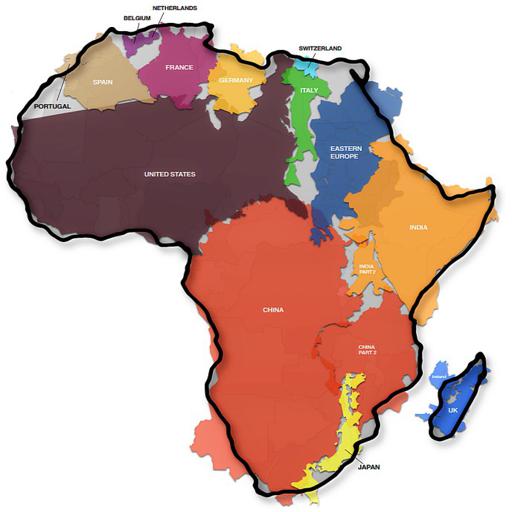 NETHERLANDS
BELGIUM
SWITZERLAND
FRANCE
SPAIN
GERMANY
ITALY
PORTUGAL
EASTERN
EUROPE
UNITED STATES
INDIA
INDIA
PART 2
CHINA
CHINA
PART 2
Ireland
UK
JAPAN